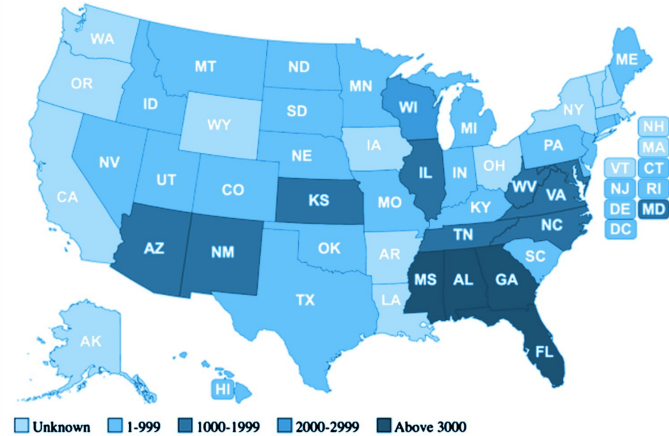 WA
MT
ND
MN
ME
OR
ID
SD
WI
MI
NY
NH
WY
MA
IA
NE
PA
NV
OH
VT
CT
UT
IL
IN
CA
CO
NJ
RI
KS
MO
WV
VA
KY
DE
MD
NC
DC
TN
AZ
NM
OK
AR
SC
MS
AL
GA
TX
LA
AK
FL
HI
Unknown 1-999 1000-1999 2000-2999 Above 3000